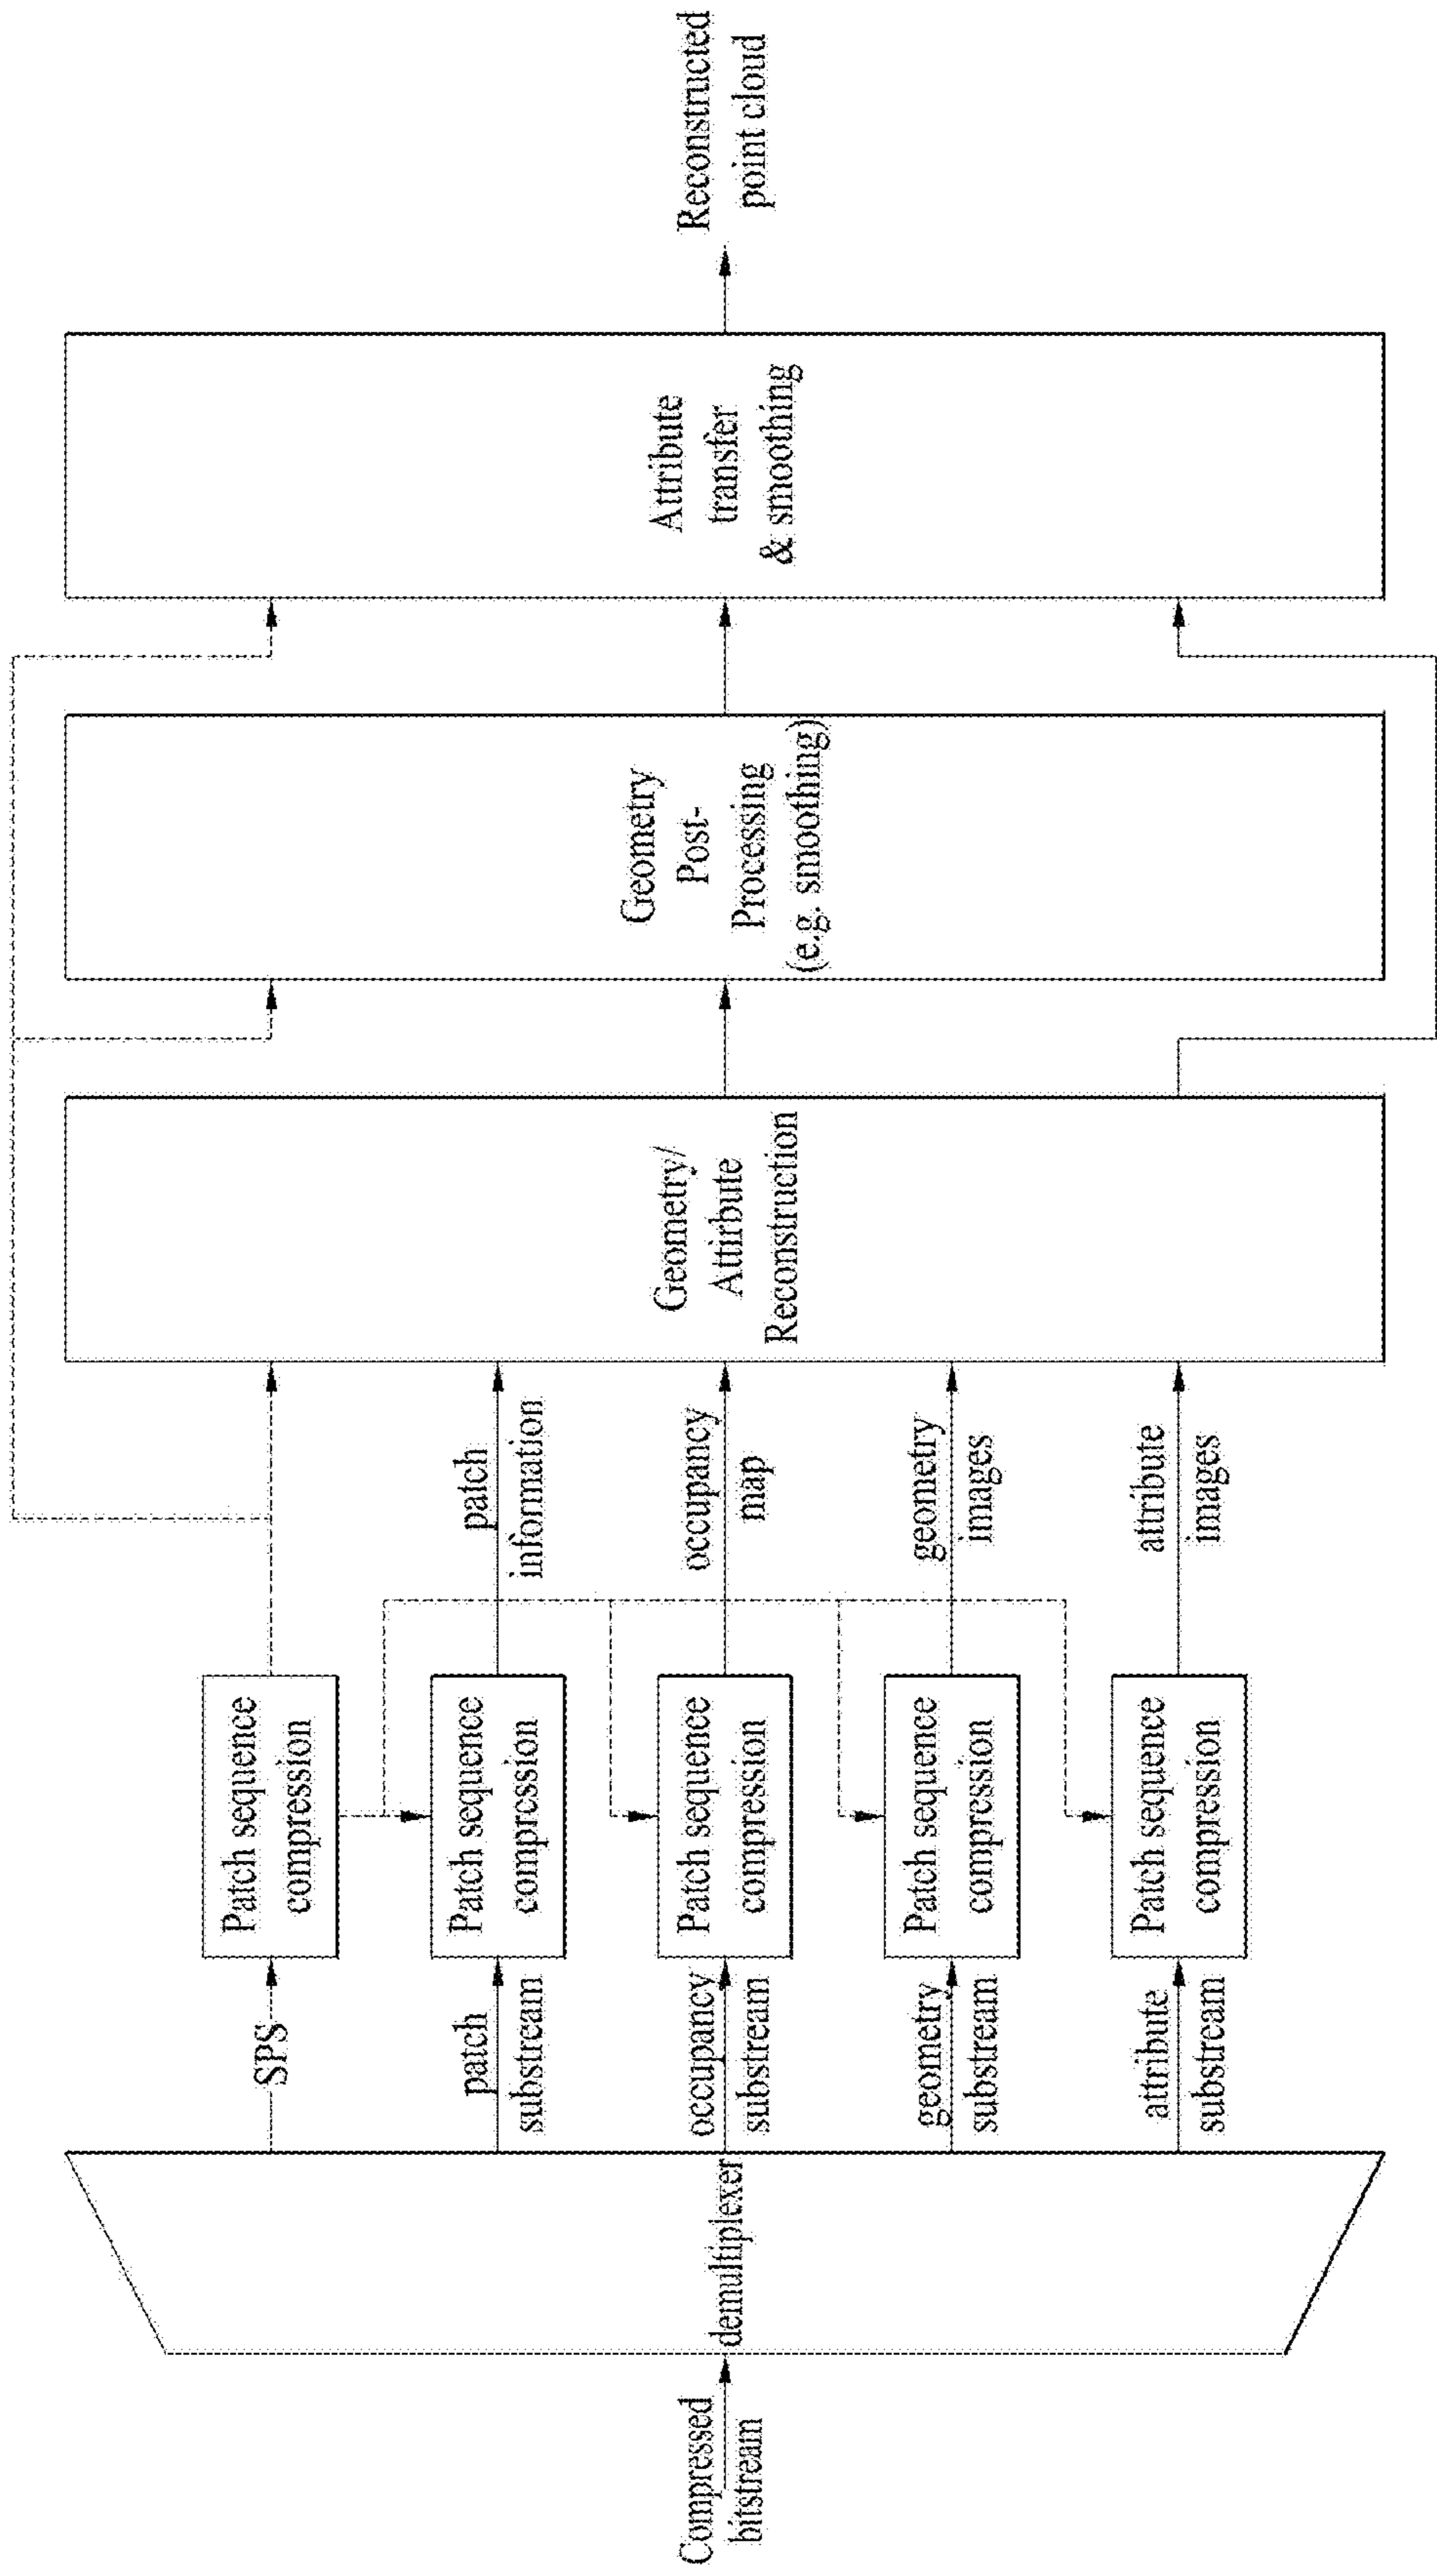 Compressed
bitstream
demultiplexer
SPS
patch
substream
occupancy
substream
geometry
substream
attribute
substream
Patch sequence
compression
Patch sequence
compression
Patch sequence
compression
Patch sequence
compression
Patch sequence
compression
patch
information
occupancy
map
geometry
images
attribute
images
Geometry/
Attirbute
Reconstruction
Geometry
Post-
Processing
(e.g. smoothing)
Attribute
transfer
& smoothing
Reconstructed
point cloud